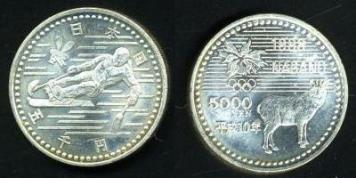 日本国
五千円
1998
NAGANO
5000
YEN
平成10年